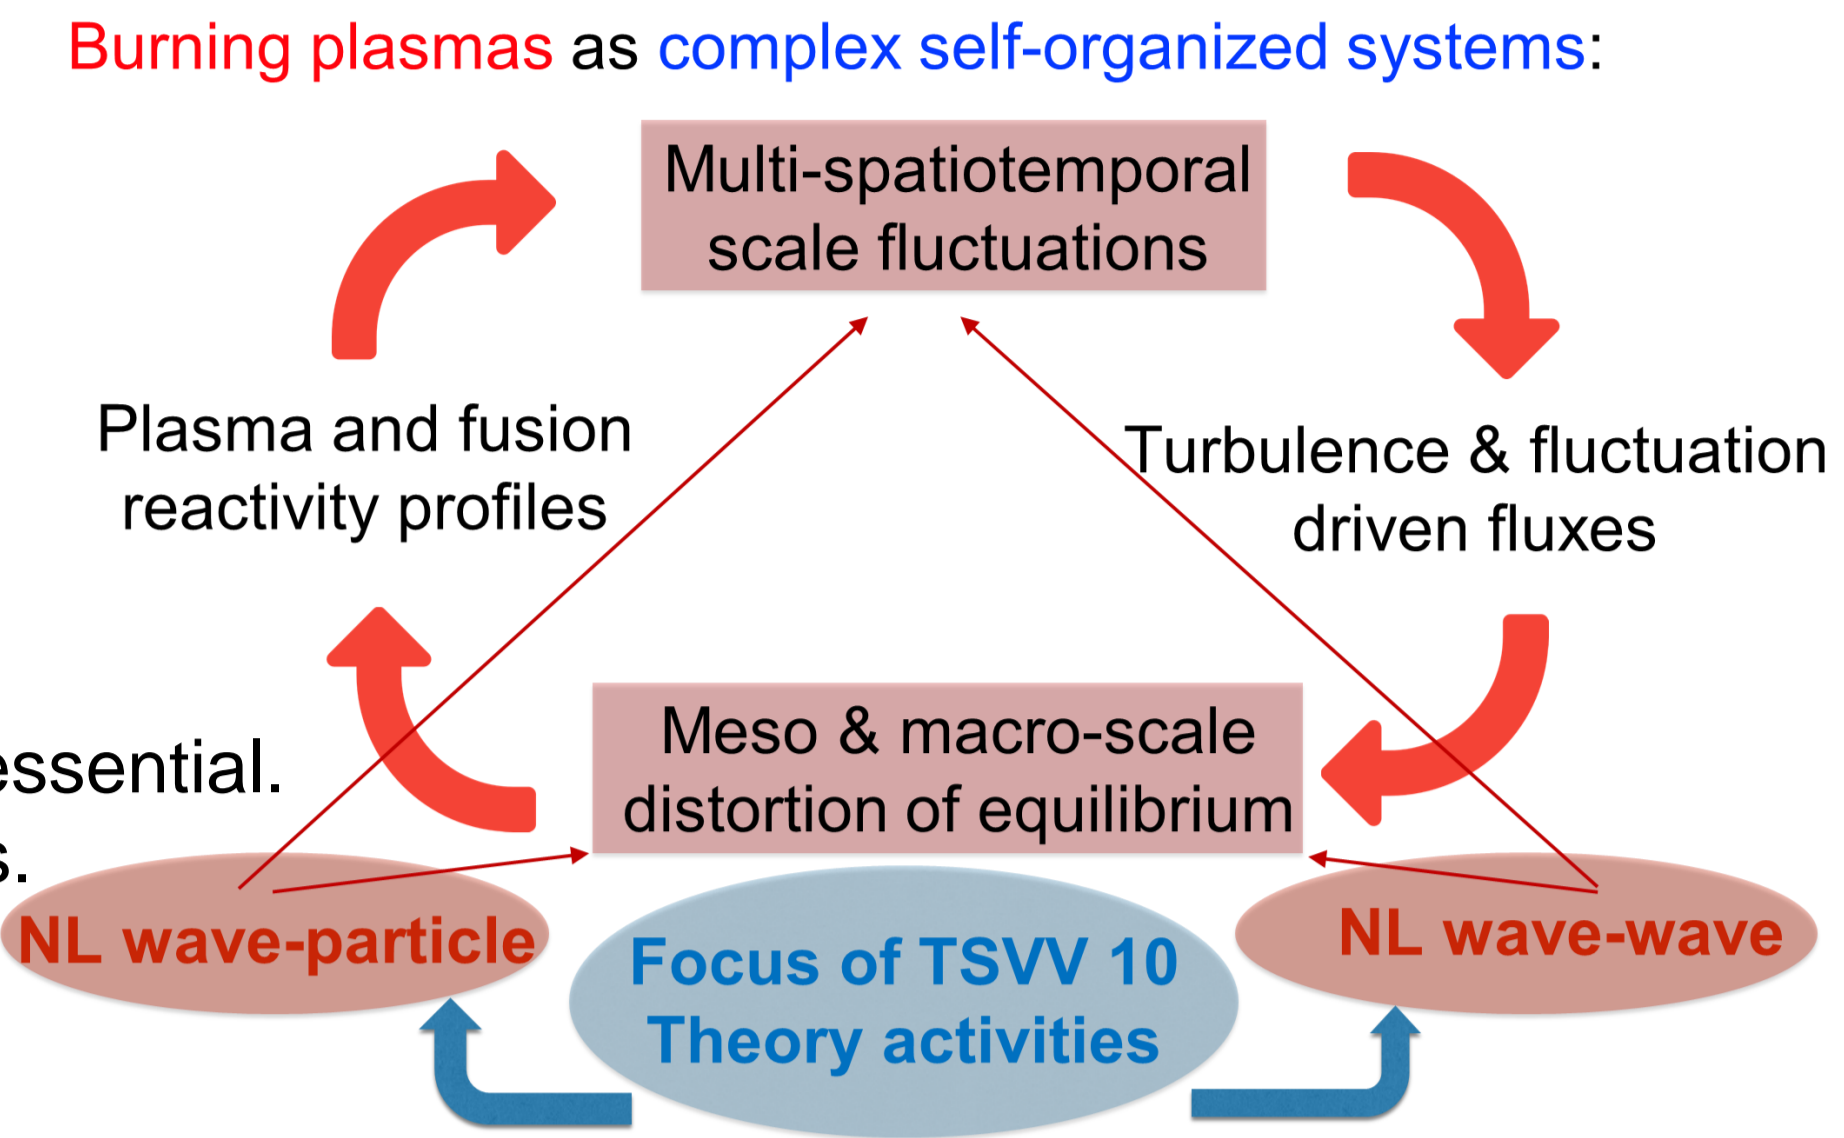 Burning plasmas as complex self-organized systems:
Multi-spatiotemporal
scale fluctuations
Plasma and fusion
reactivity profiles
Turbulence & fluctuation
driven fluxes
Meso & macro-scale
distortion of equilibrium
essential.
s.
NL wave-particle
Focus of TSVV 10
Theory activities
NL wave-wave